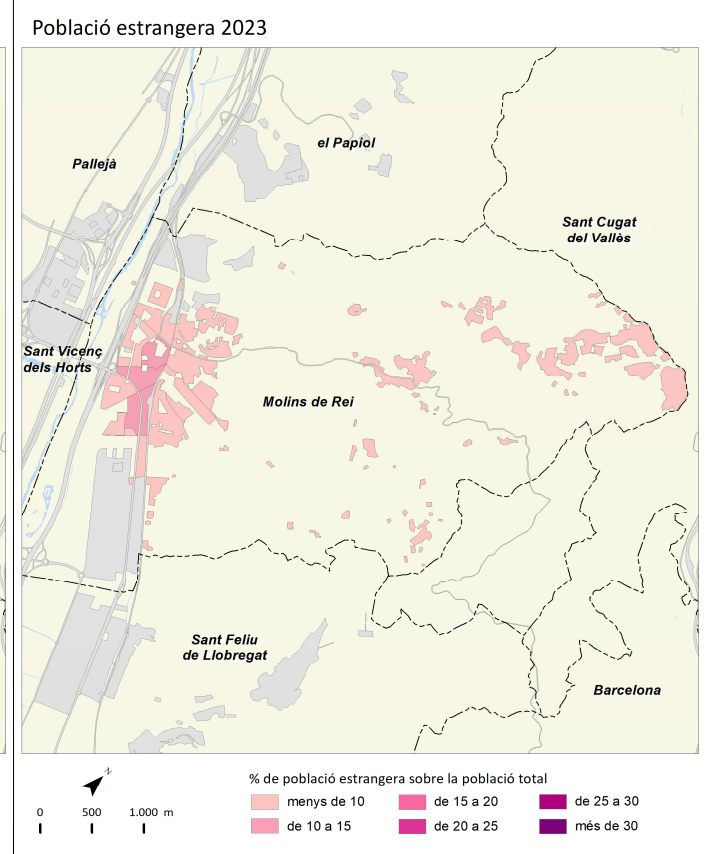 Població estrangera 2023
el Papiol
Pallejà
Sant Cugat
del Vallès
Sant Vicenç
dels Horts
Molins de Rei
Sant Feliu
de Llobregat
Barcelona
N
0 500 1.000 m
% de població estrangera sobre la població total
menys de 10
de 15 a 20
de 25 a 30
de 10 a 15
de 20 a 25
més de 30